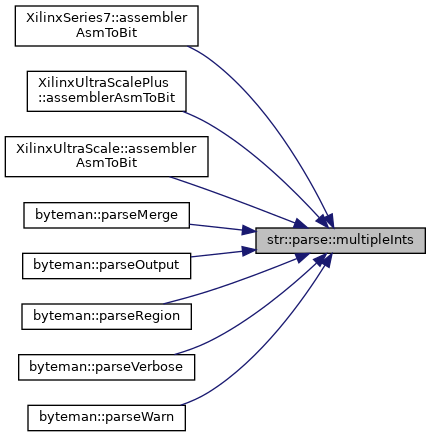 XilinxSeries7::assembler
AsmToBit
XilinxUltraScalePlus
::assemblerAsmToBit
XilinxUltraScale::assembler
AsmToBit
byteman::parseMerge
str::parse::multipleInts
byteman::parseOutput
byteman::parseRegion
byteman::parseVerbose
byteman::parseWarn